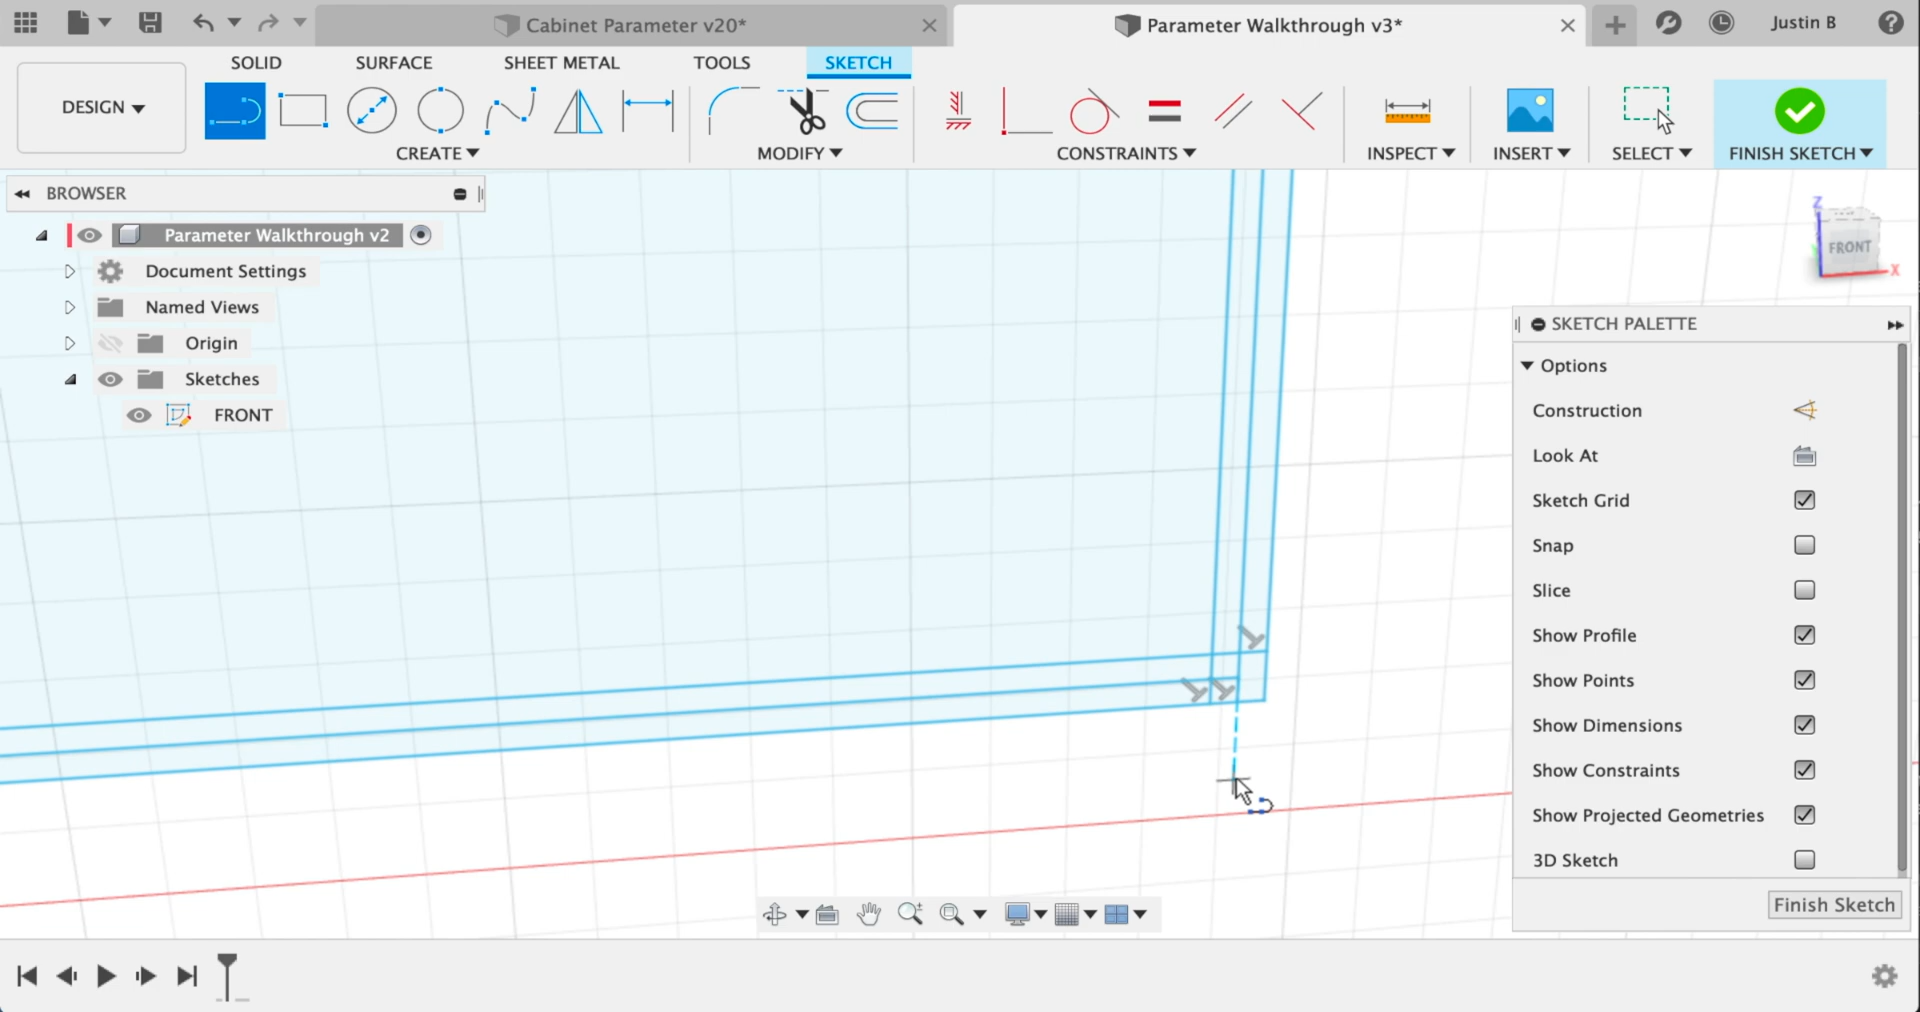 Cabinet Parameter v20*
Parameter Walkthrough v3*
Justin B
DESIGN
SOLID
SURFACE
SHEET METAL
TOOLS
SKETCH
CREATE
MODIFY
CONSTRAINTS
INSPECT
INSERT
SELECT
FINISH SKETCH
BROWSER
Parameter Walkthrough v2
Document Settings
Named Views
Origin
Sketches
FRONT
Z
FRONT
X
SKETCH PALETTE
Options
Construction
Look At
Sketch Grid
Snap
Slice
Show Profile
Show Points
Show Dimensions
Show Constraints
Show Projected Geometries
3D Sketch
Finish Sketch